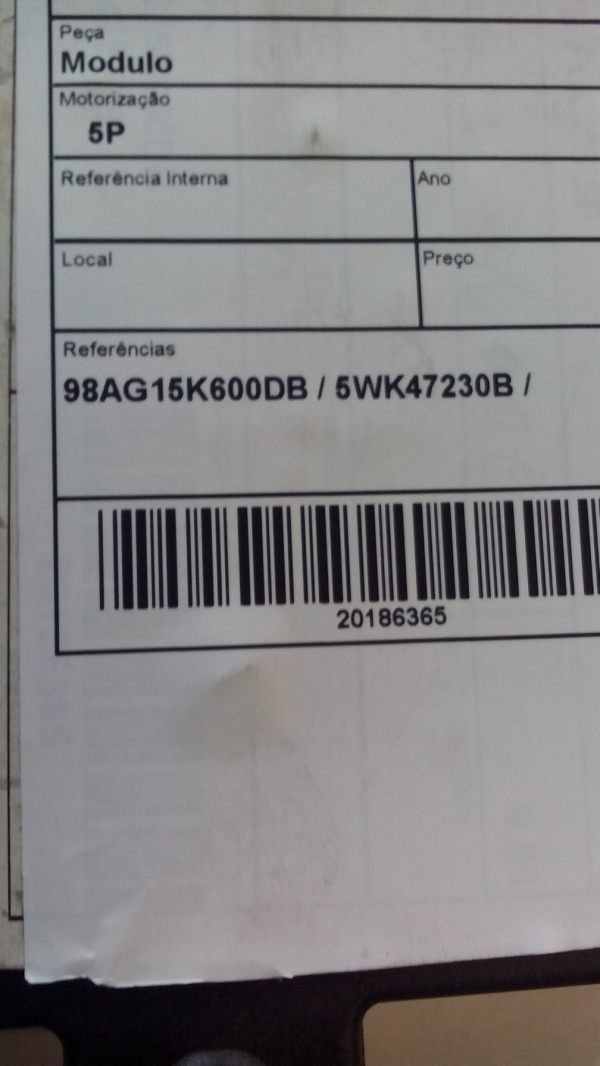 Peça
Modulo
Motorização
5P
Referência Interna
Ano
Local
Preço
Referências
98AG15K600DB / 5WK47230B /
20186365